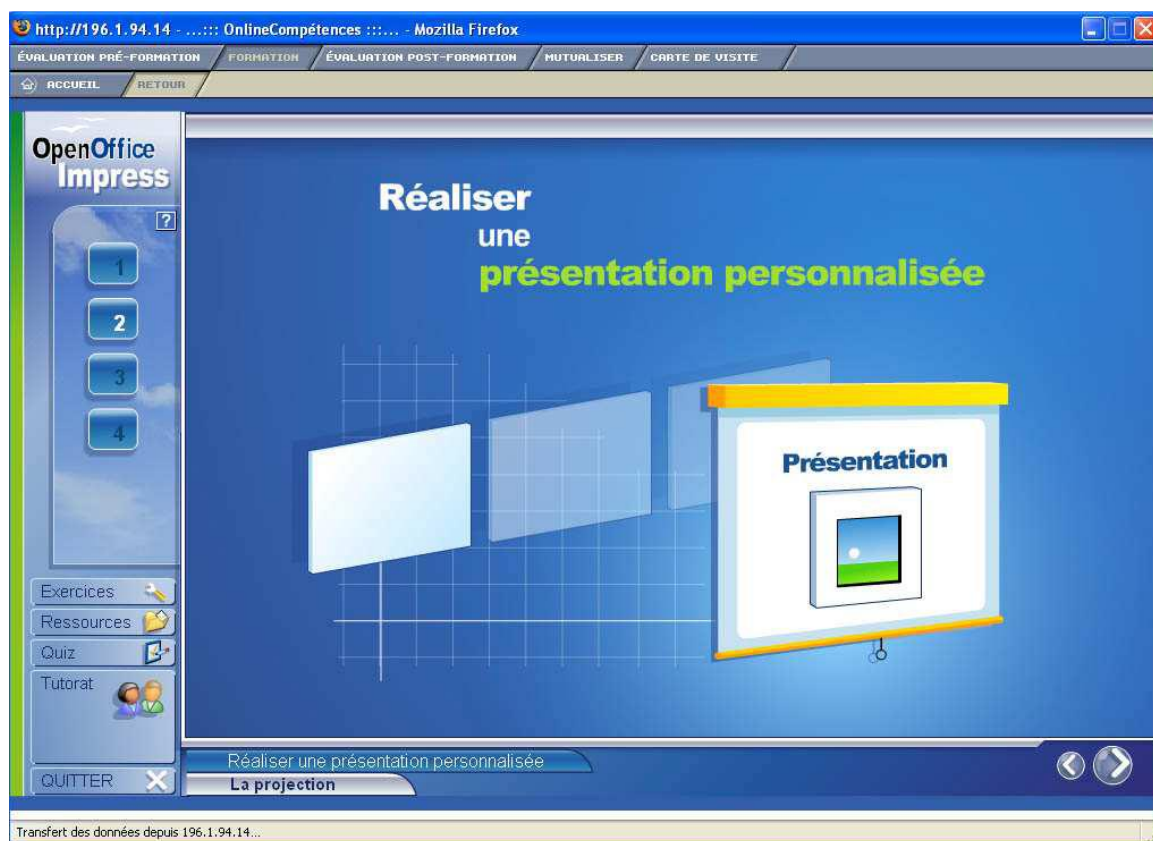 http://196.1.94.14 - ...::: OnlineCompétences :::... - Mozilla Firefox
ÉVALUATION PRÉ-FORMATION FORMATION ÉVALUATION POST-FORMATION MUTUALISER CARTE DE VISITE
ACCUEIL RETOUR
OpenOffice
Impress
?
1
2
3
4
Exercices
Ressources
Quiz
Tutorat
QUITTER
Réaliser
une
présentation personnalisée
Présentation
Réaliser une présentation personnalisée
La projection
Transfert des données depuis 196.1.94.14...